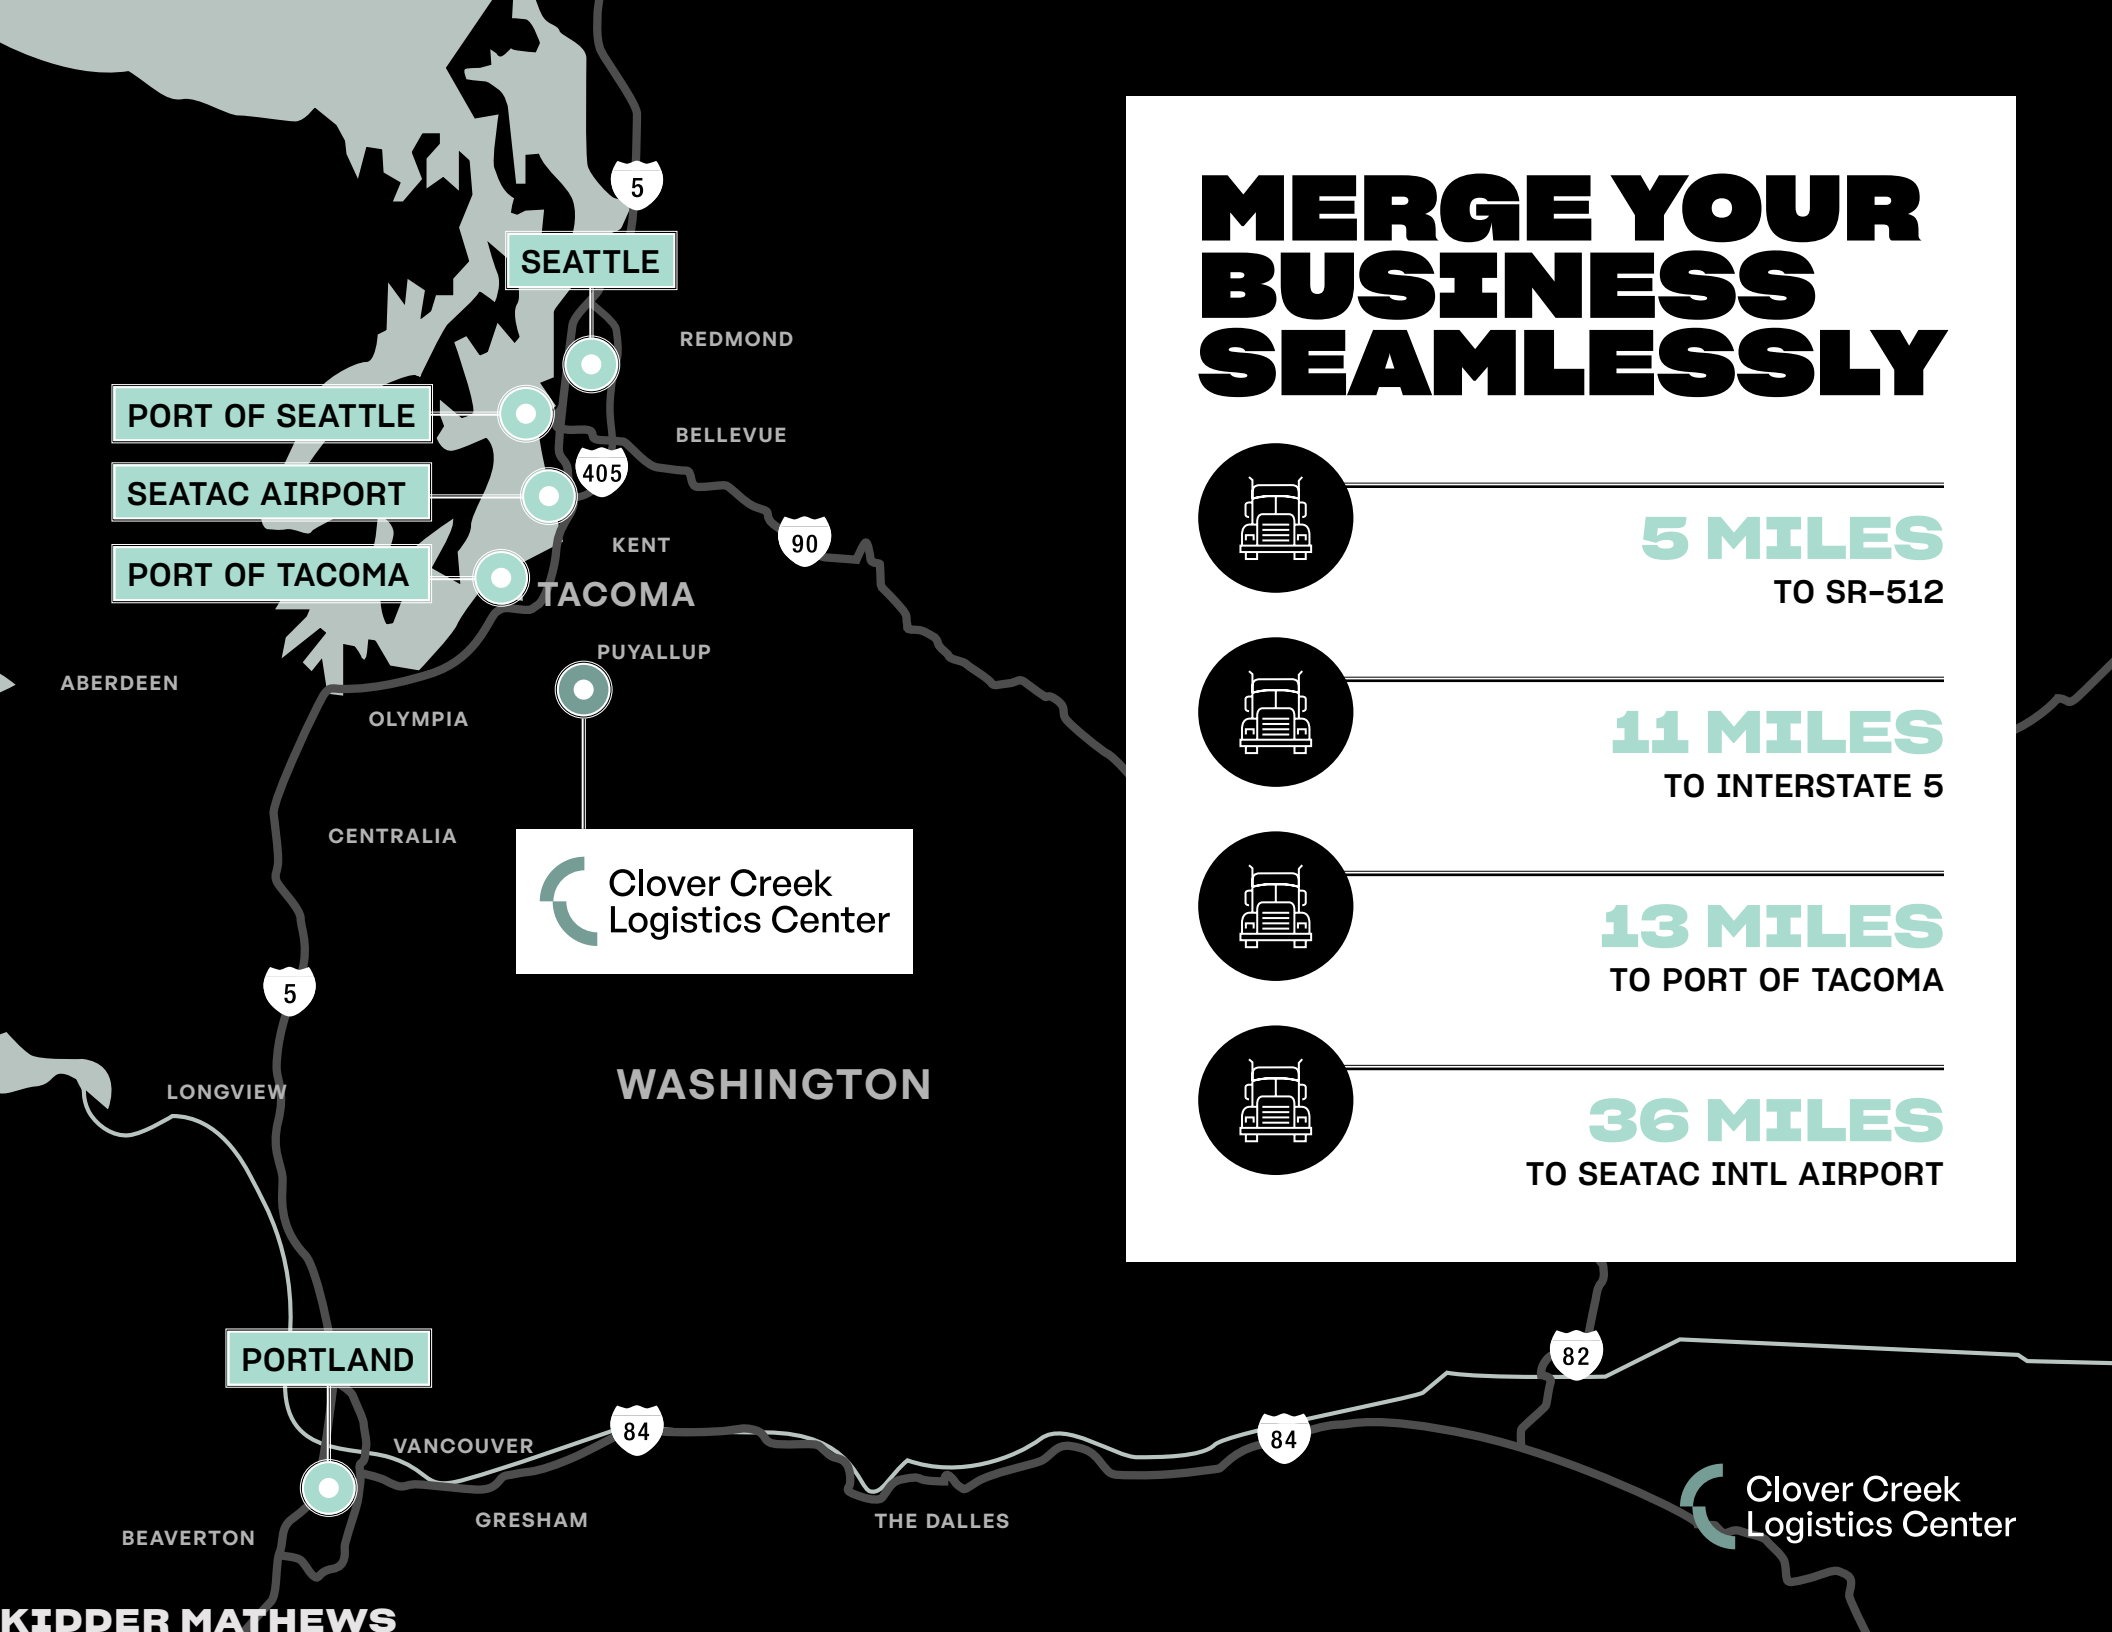 5
SEATTLE
REDMOND
PORT OF SEATTLE
BELLEVUE
405
SEATAC AIRPORT
90
KENT
PORT OF TACOMA
TACOMA
PUYALLUP
ABERDEEN
OLYMPIA
CENTRALIA
Clover Creek
Logistics Center
5
WASHINGTON
LONGVIEW
PORTLAND
VANCOUVER
84
84
82
GRESHAM
THE DALLES
BEAVERTON
KIDDER MATHEWS
MERGE YOUR
BUSINESS
SEAMLESSLY
5 MILES
TO SR-512
11 MILES
TO INTERSTATE 5
13 MILES
TO PORT OF TACOMA
36 MILES
TO SEATAC INTL AIRPORT
Clover Creek
Logistics Center